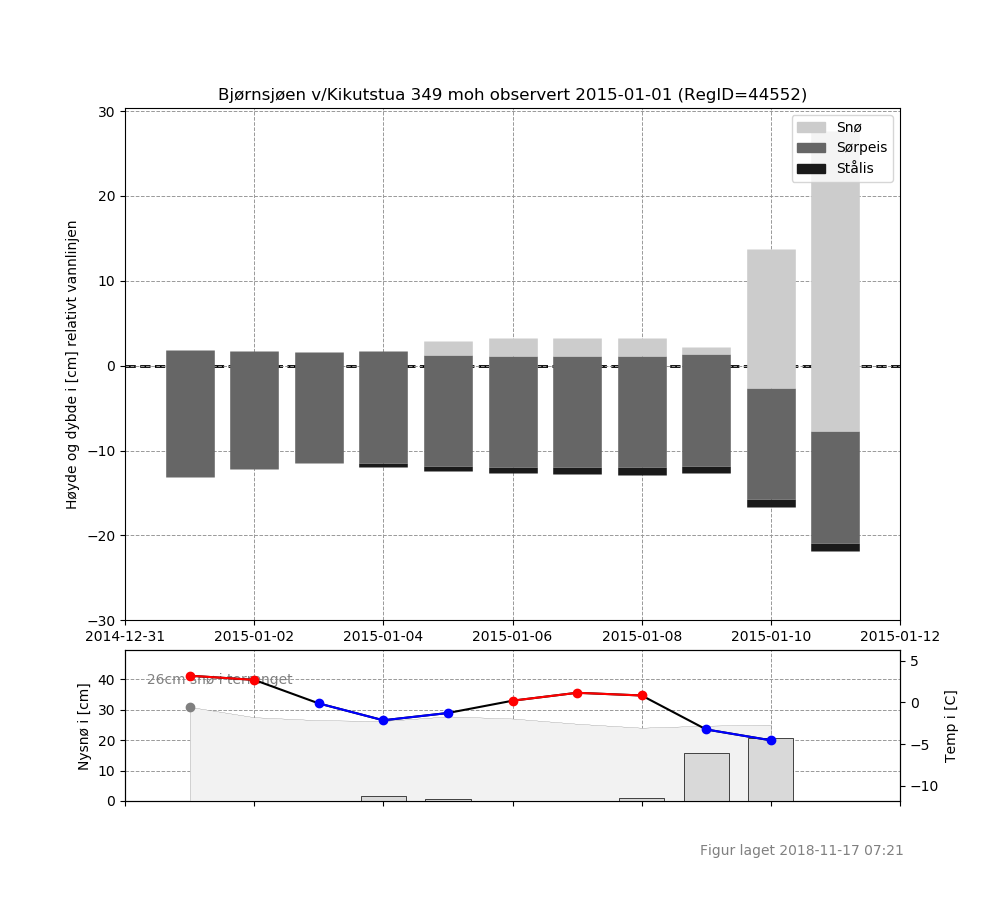 Bjørnsjøen v/Kikutstua 349 moh observert 2015-01-01 (RegID=44552)
Høyde og dybde i [cm] relativt vannlinjen
30
20
10
0
−10
−20
−30
Snø
Sørpeis
Stålis
2014-12-31 2015-01-02 2015-01-04 2015-01-06 2015-01-08 2015-01-10 2015-01-12
Nysnø i [cm]
40
30
20
10
0
26cm snø i terrenget
5
0
−5
−10
Temp i [C]
Figur laget 2018-11-17 07:21